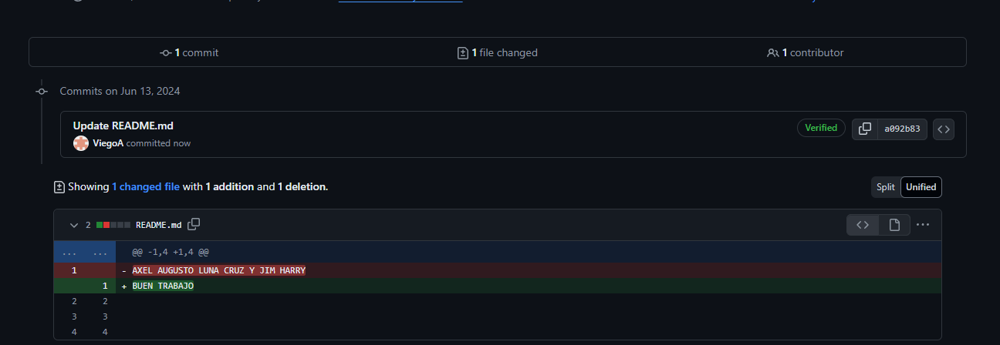 1 commit
1 file changed
1 contributor
Commits on Jun 13, 2024
Update README.md
Verified
a092b83
ViegoA committed now
Showing 1 changed file with 1 addition and 1 deletion.
Split
Unified
2
README.md
... ... @@ -1,4 +1,4 @@
1 - AXEL AUGUSTO LUNA CRUZ Y JIM HARRY
1 + BUEN TRABAJO
2 2
3 3
4 4